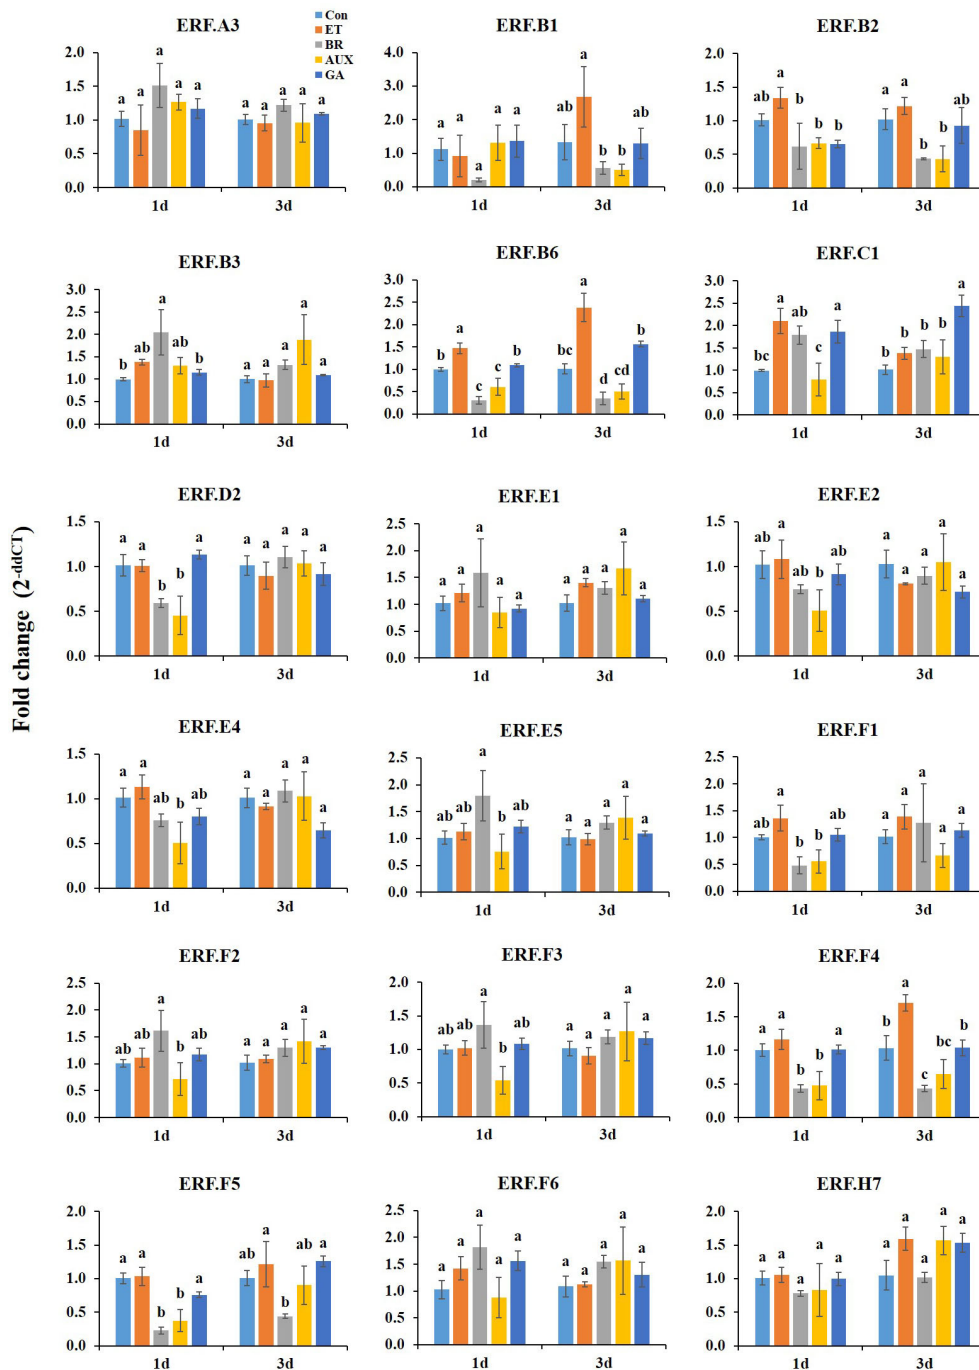 Fold change (2-ddCT)
ERF.A3
Con
ET
BR
AUX
GA
2.0
1.5
1.0
0.5
0.0
a a a a a a a a a a
1d 3d
ERF.B1
4.0
3.0
2.0
1.0
0.0
a a a a a ab a b b ab
1d 3d
ERF.B2
2.0
1.5
1.0
0.5
0.0
ab a b b b a a b b ab
1d 3d
ERF.B3
3.0
2.5
2.0
1.5
1.0
0.5
0.0
b ab a ab b a a a a a
1d 3d
ERF.B6
3.0
2.5
2.0
1.5
1.0
0.5
0.0
b a c c b bc a d cd b
1d 3d
ERF.C1
3.0
2.5
2.0
1.5
1.0
0.5
0.0
bc a ab c a b b b b a
1d 3d
ERF.D2
1.5
1.0
0.5
0.0
a a b b a a a a a a
1d 3d
ERF.E1
2.5
2.0
1.5
1.0
0.5
0.0
a a a a a a a a a a
1d 3d
ERF.E2
1.5
1.0
0.5
0.0
ab a ab b ab a a a a a
1d 3d
ERF.E4
1.5
1.0
0.5
0.0
a a ab b ab a a a a a
1d 3d
ERF.E5
2.5
2.0
1.5
1.0
0.5
0.0
ab ab a b ab a a a a a
1d 3d
ERF.F1
2.5
2.0
1.5
1.0
0.5
0.0
ab a b b ab a a a a a
1d 3d
ERF.F2
2.5
2.0
1.5
1.0
0.5
0.0
ab ab a b ab a a a a a
1d 3d
ERF.F3
2.0
1.5
1.0
0.5
0.0
ab ab a b ab a a a a a
1d 3d
ERF.F4
2.0
1.5
1.0
0.5
0.0
a a b b a b a c bc b
1d 3d
ERF.F5
2.0
1.5
1.0
0.5
0.0
a a b b a ab a b ab a
1d 3d
ERF.F6
2.5
2.0
1.5
1.0
0.5
0.0
a a a a a a a a a a
1d 3d
ERF.H7
2.0
1.5
1.0
0.5
0.0
a a a a a a a a a a
1d 3d